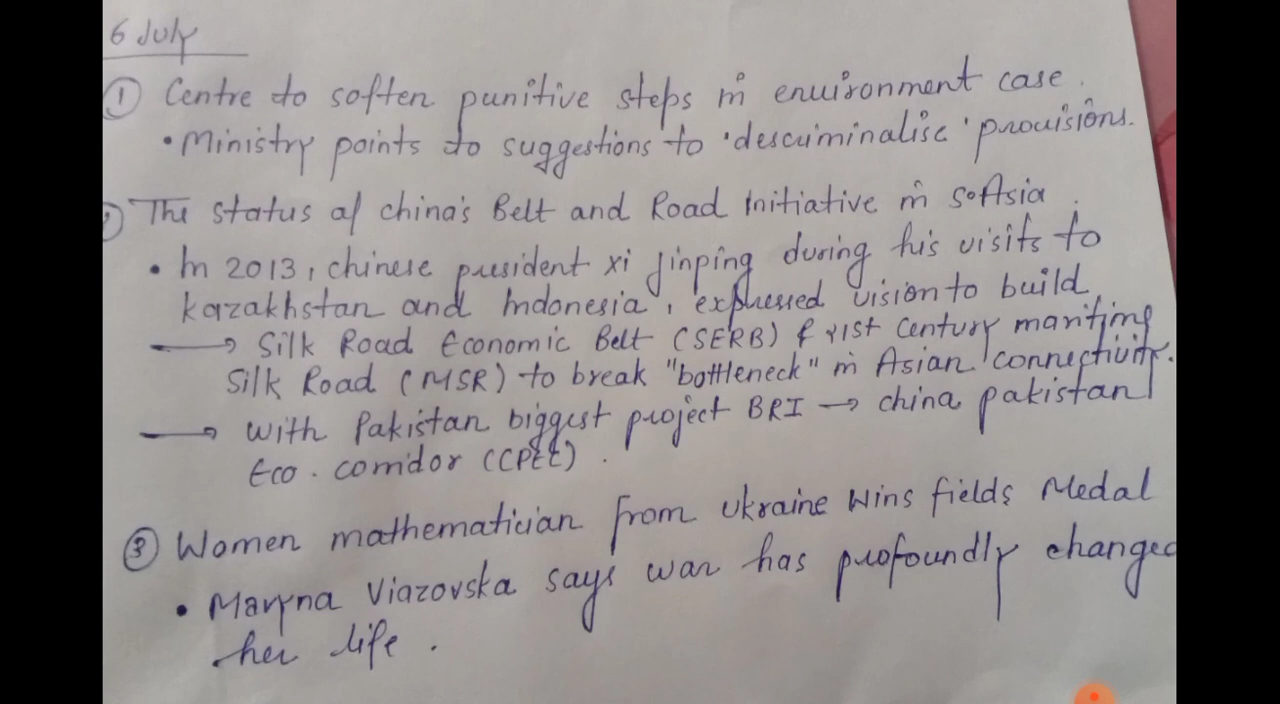 6 July
① Centre to soften punitive steps in environment case.
• Ministry points to suggestions to 'descriminalise' provisions.
② The status of china's Belt and Road Initiative in SoAsia.
• In 2013, chinese president xi jinping during his visits to
kazakhstan and Indonesia, expressed vision to build
→ Silk Road Economic Belt (SERB) & 21st Century maritime
Silk Road (MSR) to break "bottleneck" in Asian connectivity.
→ with Pakistan biggest project BRI → china pakistan
Eco. corridor (CPEC).
③ Women mathematician from Ukraine wins fields Medal
• Maryna Viazovska says war has profoundly changed
her life.